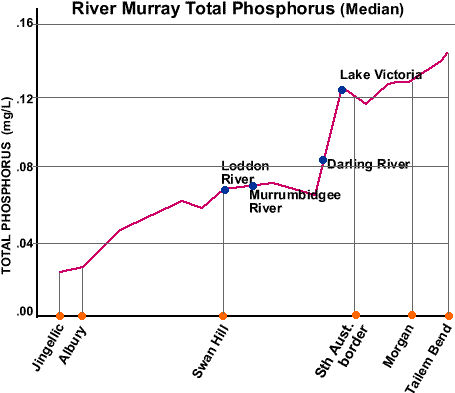 River Murray Total Phosphorus (Median)
TOTAL PHOSPHORUS (mg/L)
.16
.12
.08
.04
.00
Lake Victoria
Loddon
River
Darling River
Murrumbidgee
River
Jingellic
Albury
Swan Hill
Sth Aust.
border
Morgan
Tailem Bend